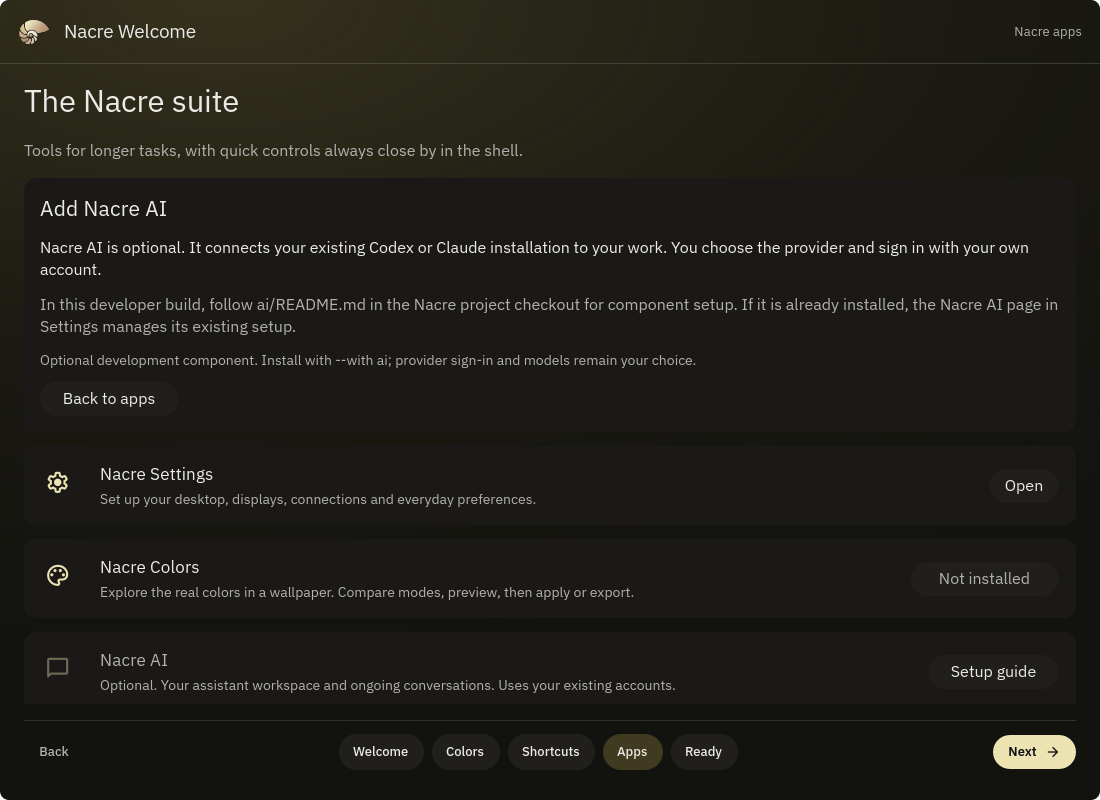 Nacre Welcome
Nacre apps
The Nacre suite
Tools for longer tasks, with quick controls always close by in the shell.
Add Nacre AI
Nacre AI is optional. It connects your existing Codex or Claude installation to your work. You choose the provider and sign in with your own
account.
In this developer build, follow ai/README.md in the Nacre project checkout for component setup. If it is already installed, the Nacre AI page in
Settings manages its existing setup.
Optional development component. Install with --with ai; provider sign-in and models remain your choice.
Back to apps
Nacre Settings
Set up your desktop, displays, connections and everyday preferences.
Open
Nacre Colors
Explore the real colors in a wallpaper. Compare modes, preview, then apply or export.
Not installed
Nacre AI
Optional. Your assistant workspace and ongoing conversations. Uses your existing accounts.
Setup guide
Back
Welcome
Colors
Shortcuts
Apps
Ready
Next